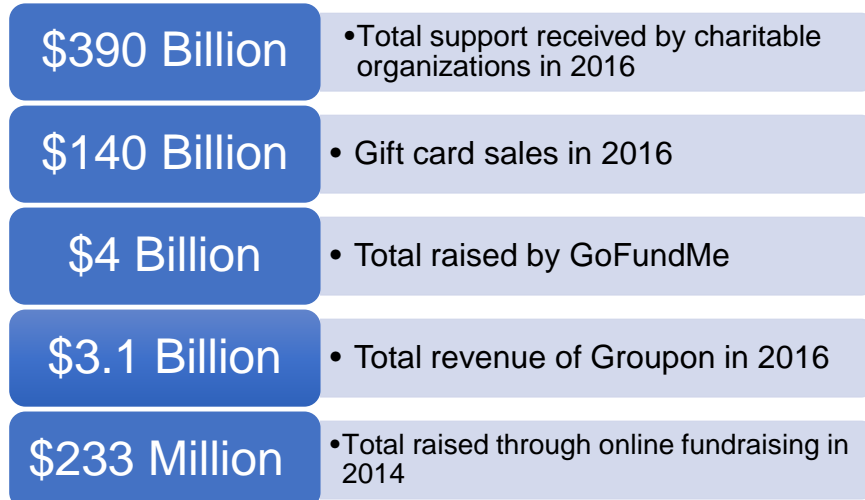 $390 Billion
•Total support received by charitable
organizations in 2016
$140 Billion
• Gift card sales in 2016
$4 Billion
• Total raised by GoFundMe
$3.1 Billion
• Total revenue of Groupon in 2016
$233 Million
•Total raised through online fundraising in
2014